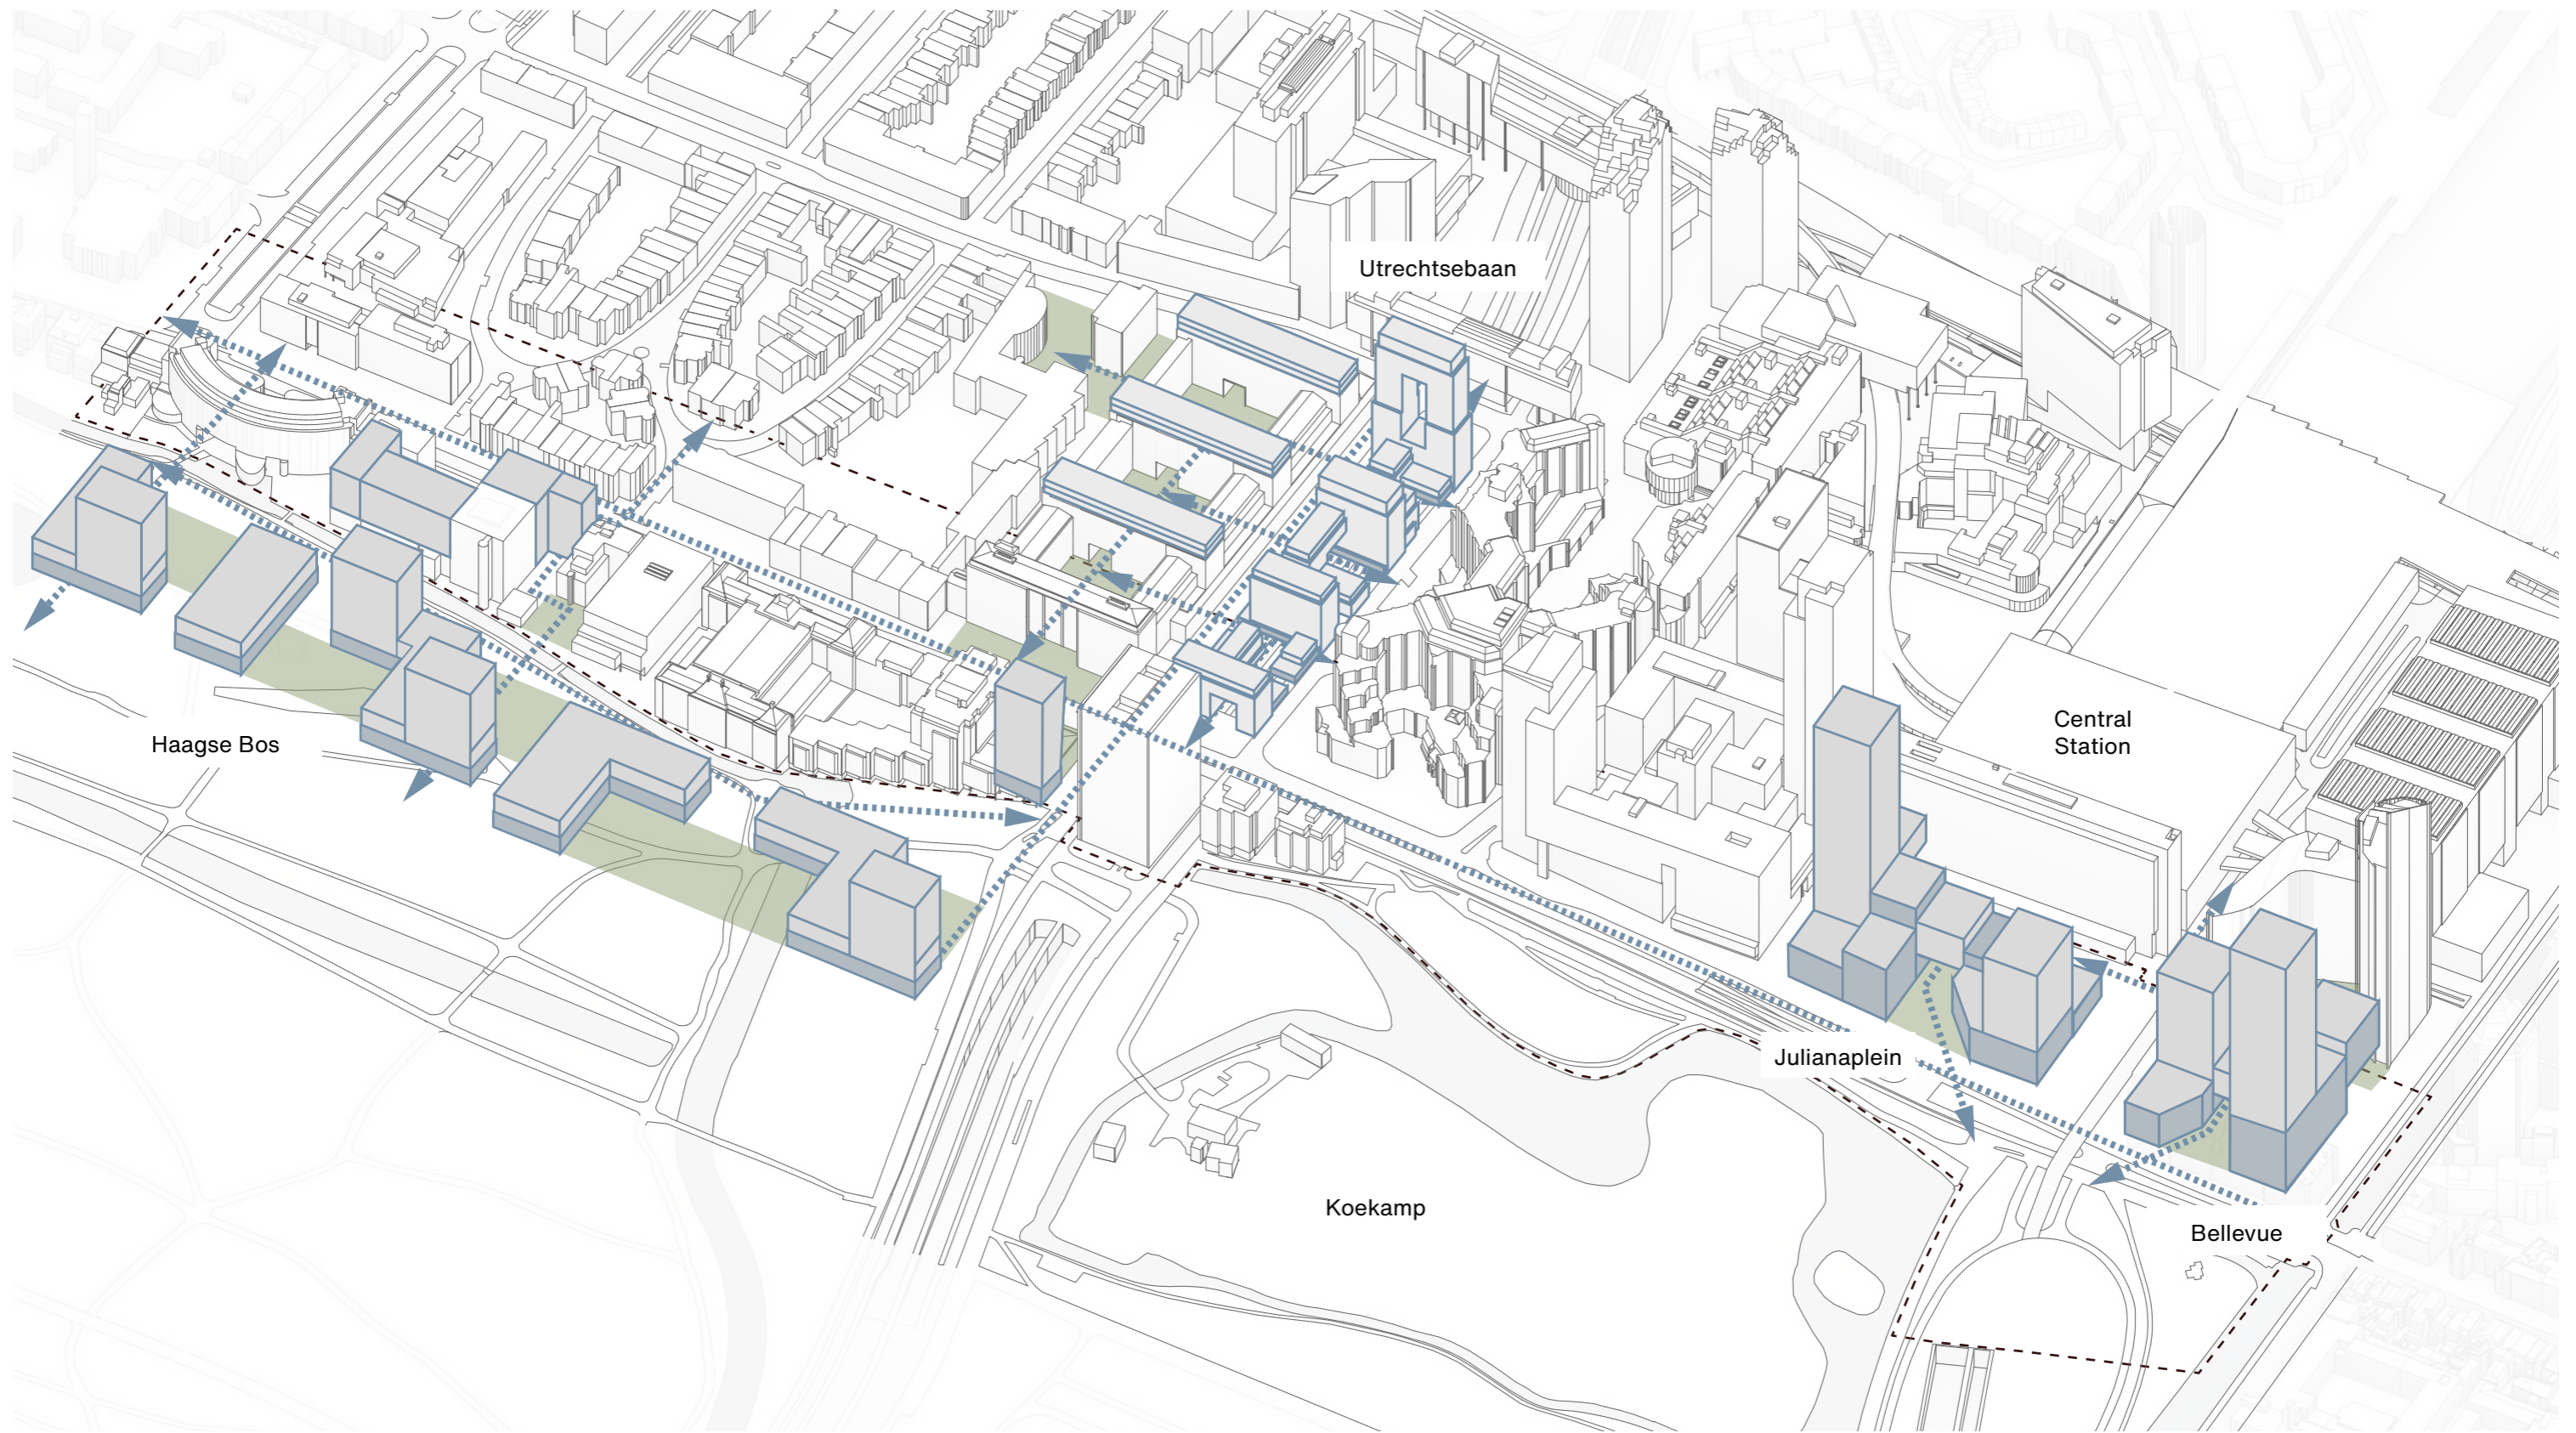 Utrechtsebaan
Central
Station
Haagse Bos
Julianaplein
Koekamp
Bellevue